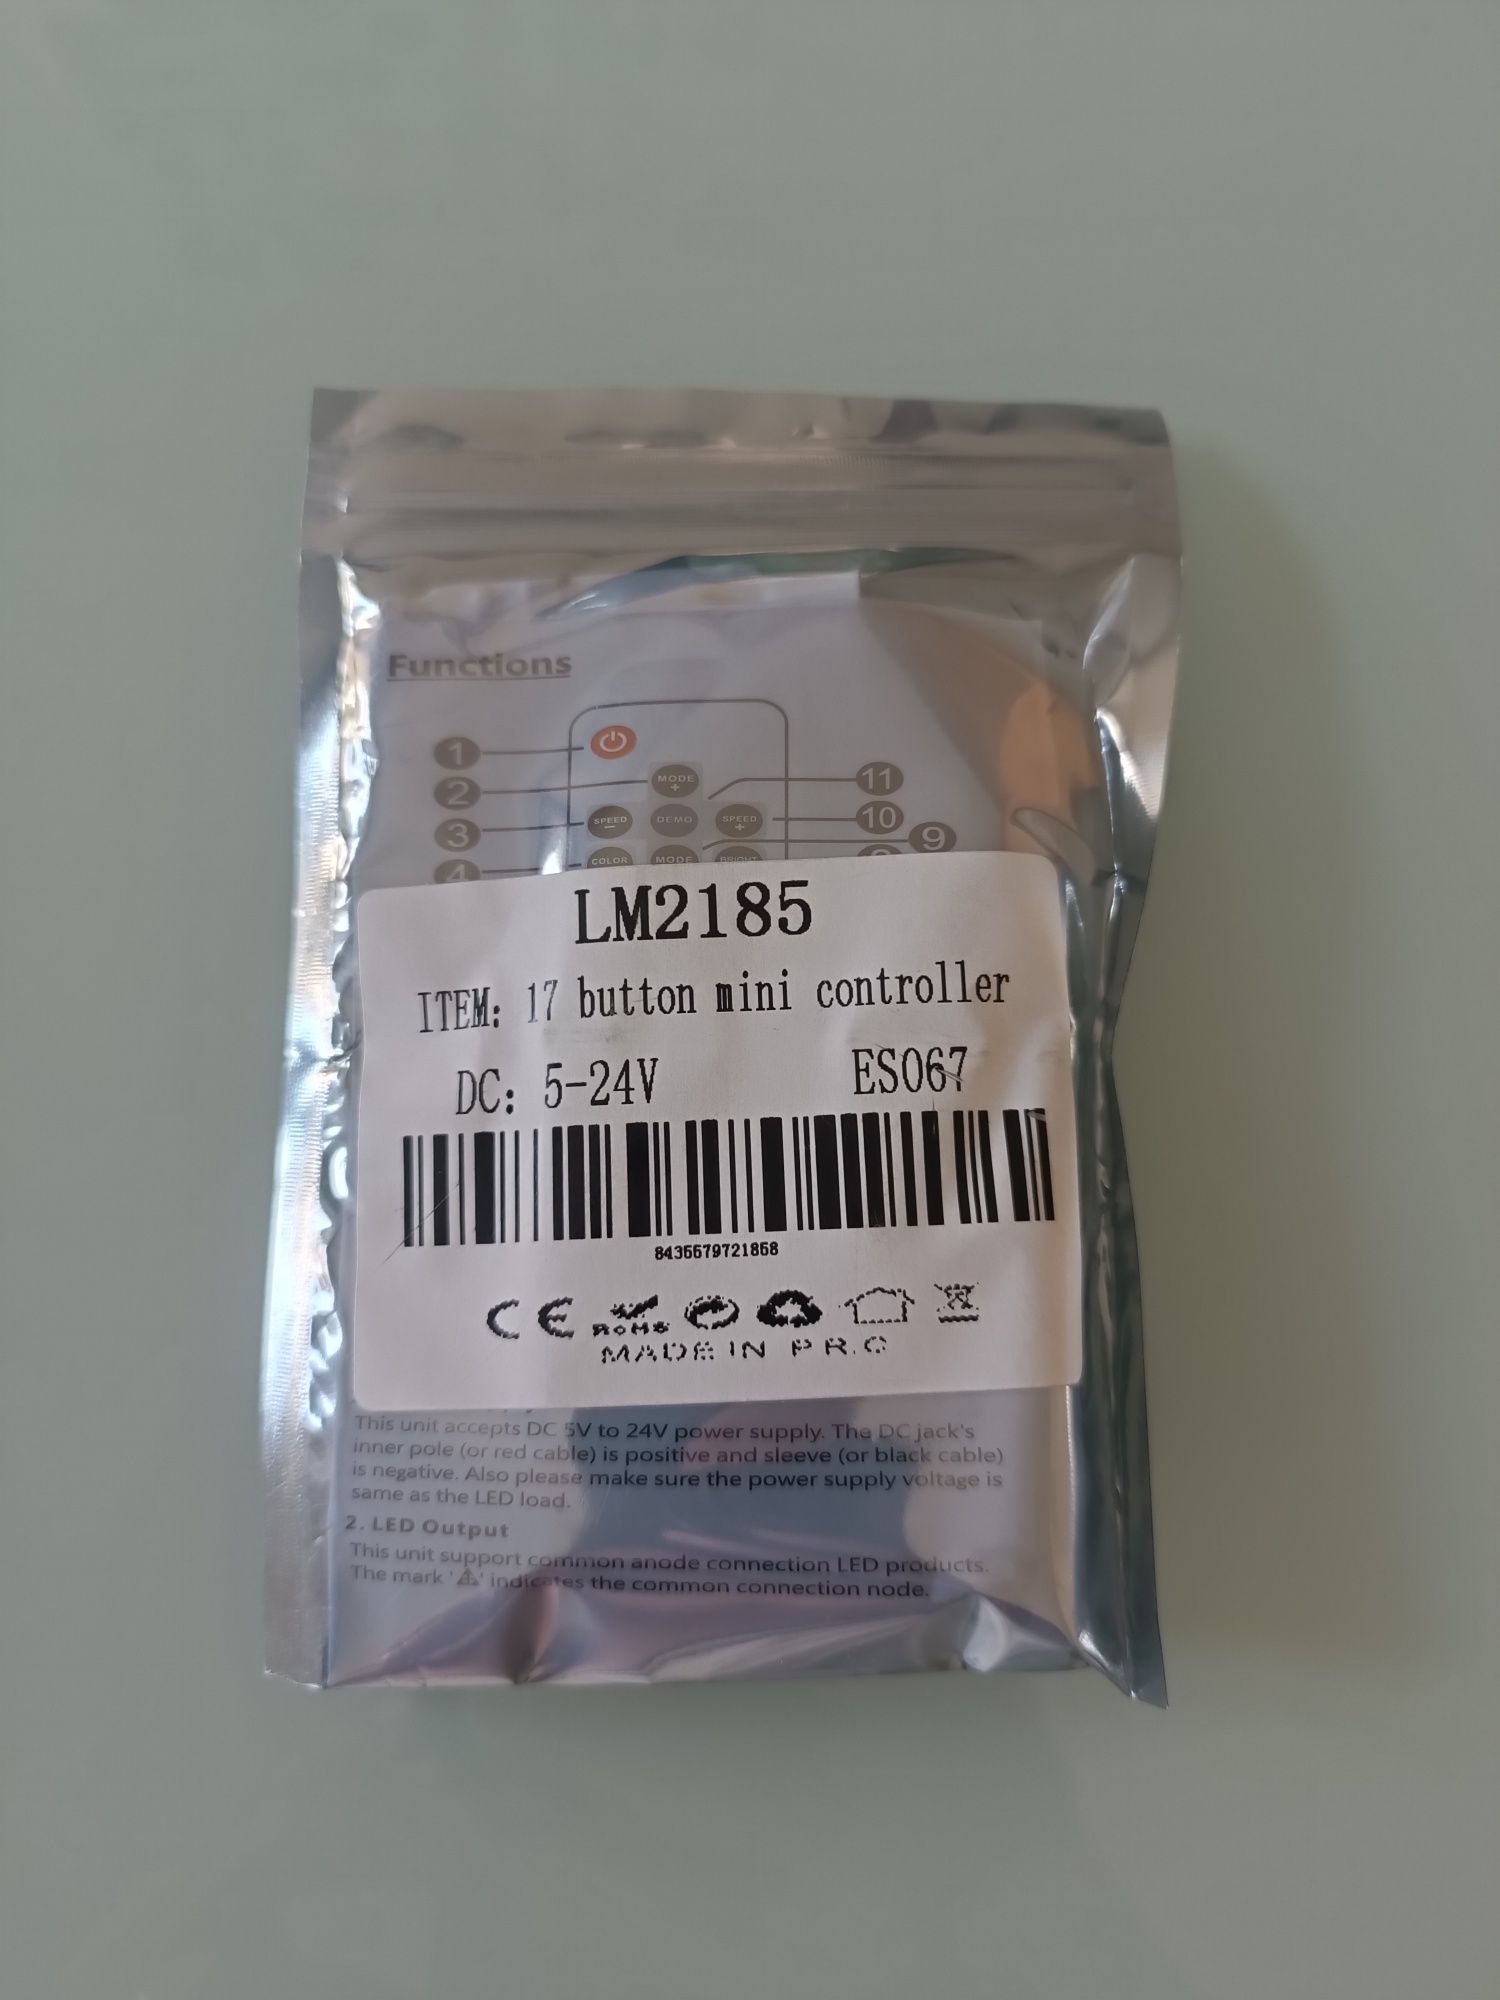 Functions
1
2
3
4
MODE
+
SPEED
-
DEMO
SPEED
+
COLOR
MODE
BRIGHT
11
10
9
LM2185
ITEM: 17 button mini controller
DC: 5-24V ES067
8435579721858
CE RoHS
MADE IN P.R.C
This unit accepts DC 5V to 24V power supply. The DC jack's
inner pole (or red cable) is positive and sleeve (or black cable)
is negative. Also please make sure the power supply voltage is
same as the LED load.
2. LED Output
This unit support common anode connection LED products.
The mark '⚠' indicates the common connection node.